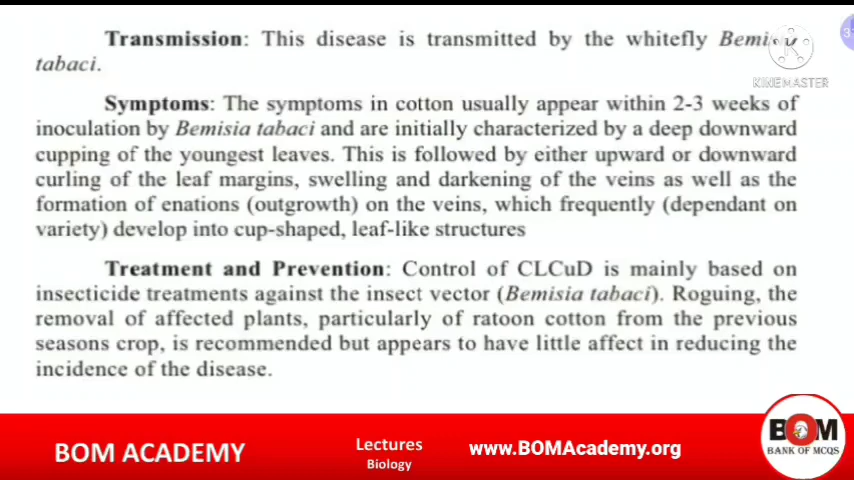 Transmission: This disease is transmitted by the whitefly
tabaci.
KINEMASTER
Symptoms: The symptoms in cotton usually appear within 2-3 weeks of
inoculation by Bemisia tabaci and are initially characterized by a deep downward
cupping of the youngest leaves. This is followed by either upward or downward
curling of the leaf margins, swelling and darkening of the veins as well as the
formation of enations (outgrowth) on the veins, which frequently (dependant on
variety) develop into cup-shaped, leaf-like structures
Treatment and Prevention: Control of CLCuD is mainly based on
insecticide treatments against the insect vector (Bemisia tabaci). Roguing, the
removal of affected plants, particularly of ratoon cotton from the previous
seasons crop, is recommended but appears to have little affect in reducing the
incidence of the disease.
BOM ACADEMY
Lectures
Biology
www.BOMAcademy.org
BOM
BANK OF MCQS